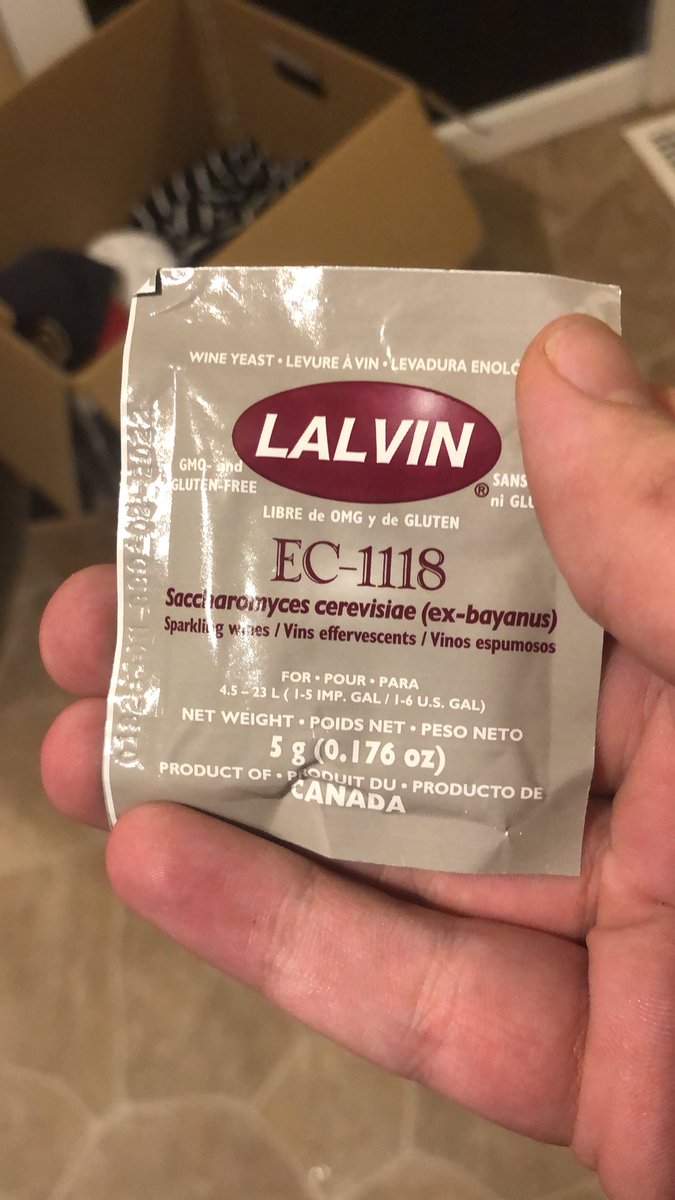 WINE YEAST • LEVURE À VIN • LEVADURA
LALVIN
GMO- and
GLUTEN-FREE
®
SANS
ni
LIBRE de OMG y de GLUTEN
EC-1118
Saccharomyces cerevisiae (ex-bayanus)
Sparkling wines / Vins effervescents / Vinos espumosos
FOR • POUR • PARA
4.5 – 23 L ( 1-5 IMP. GAL / 1-6 U.S. GAL)
NET WEIGHT • POIDS NET • PESO NETO
5 g (0.176 oz)
PRODUCT OF • PRODUIT DU • PRODUCTO DE
CANADA